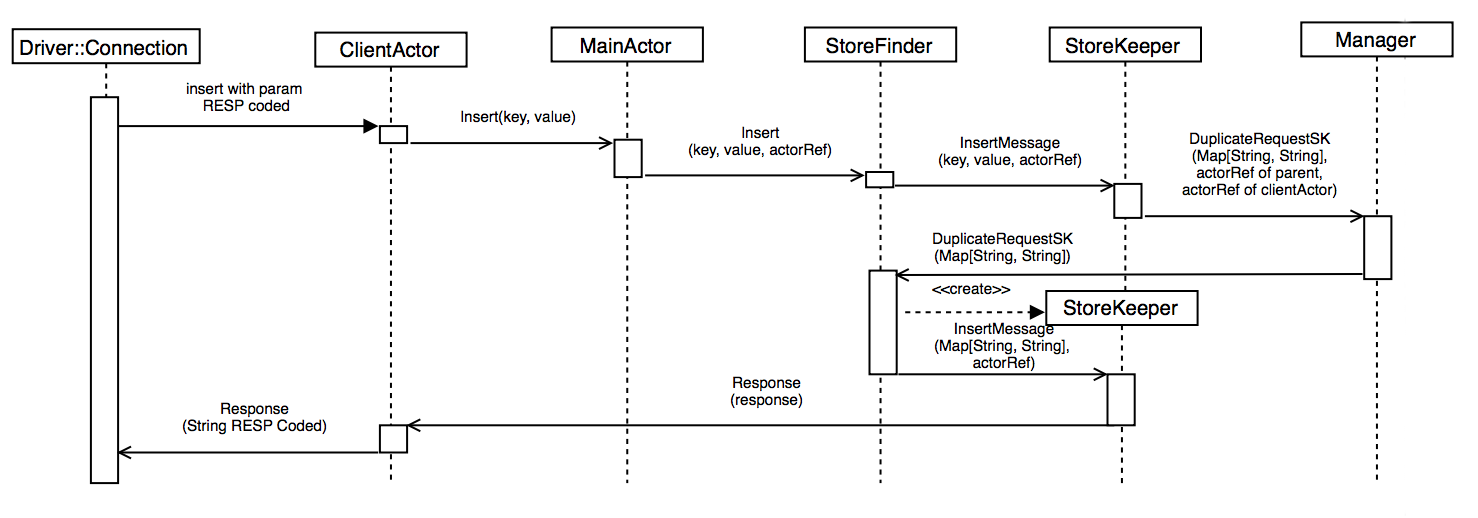 Driver::Connection
ClientActor
MainActor
StoreFinder
StoreKeeper
Manager
insert with param
RESP coded
Insert(key, value)
Insert
(key, value, actorRef)
InsertMessage
(key, value, actorRef)
DuplicateRequestSK
(Map[String, String],
actorRef of parent,
actorRef of clientActor)
DuplicateRequestSK
(Map[String, String])
<<create>>
StoreKeeper
InsertMessage
(Map[String, String],
actorRef)
Response
(response)
Response
(String RESP Coded)